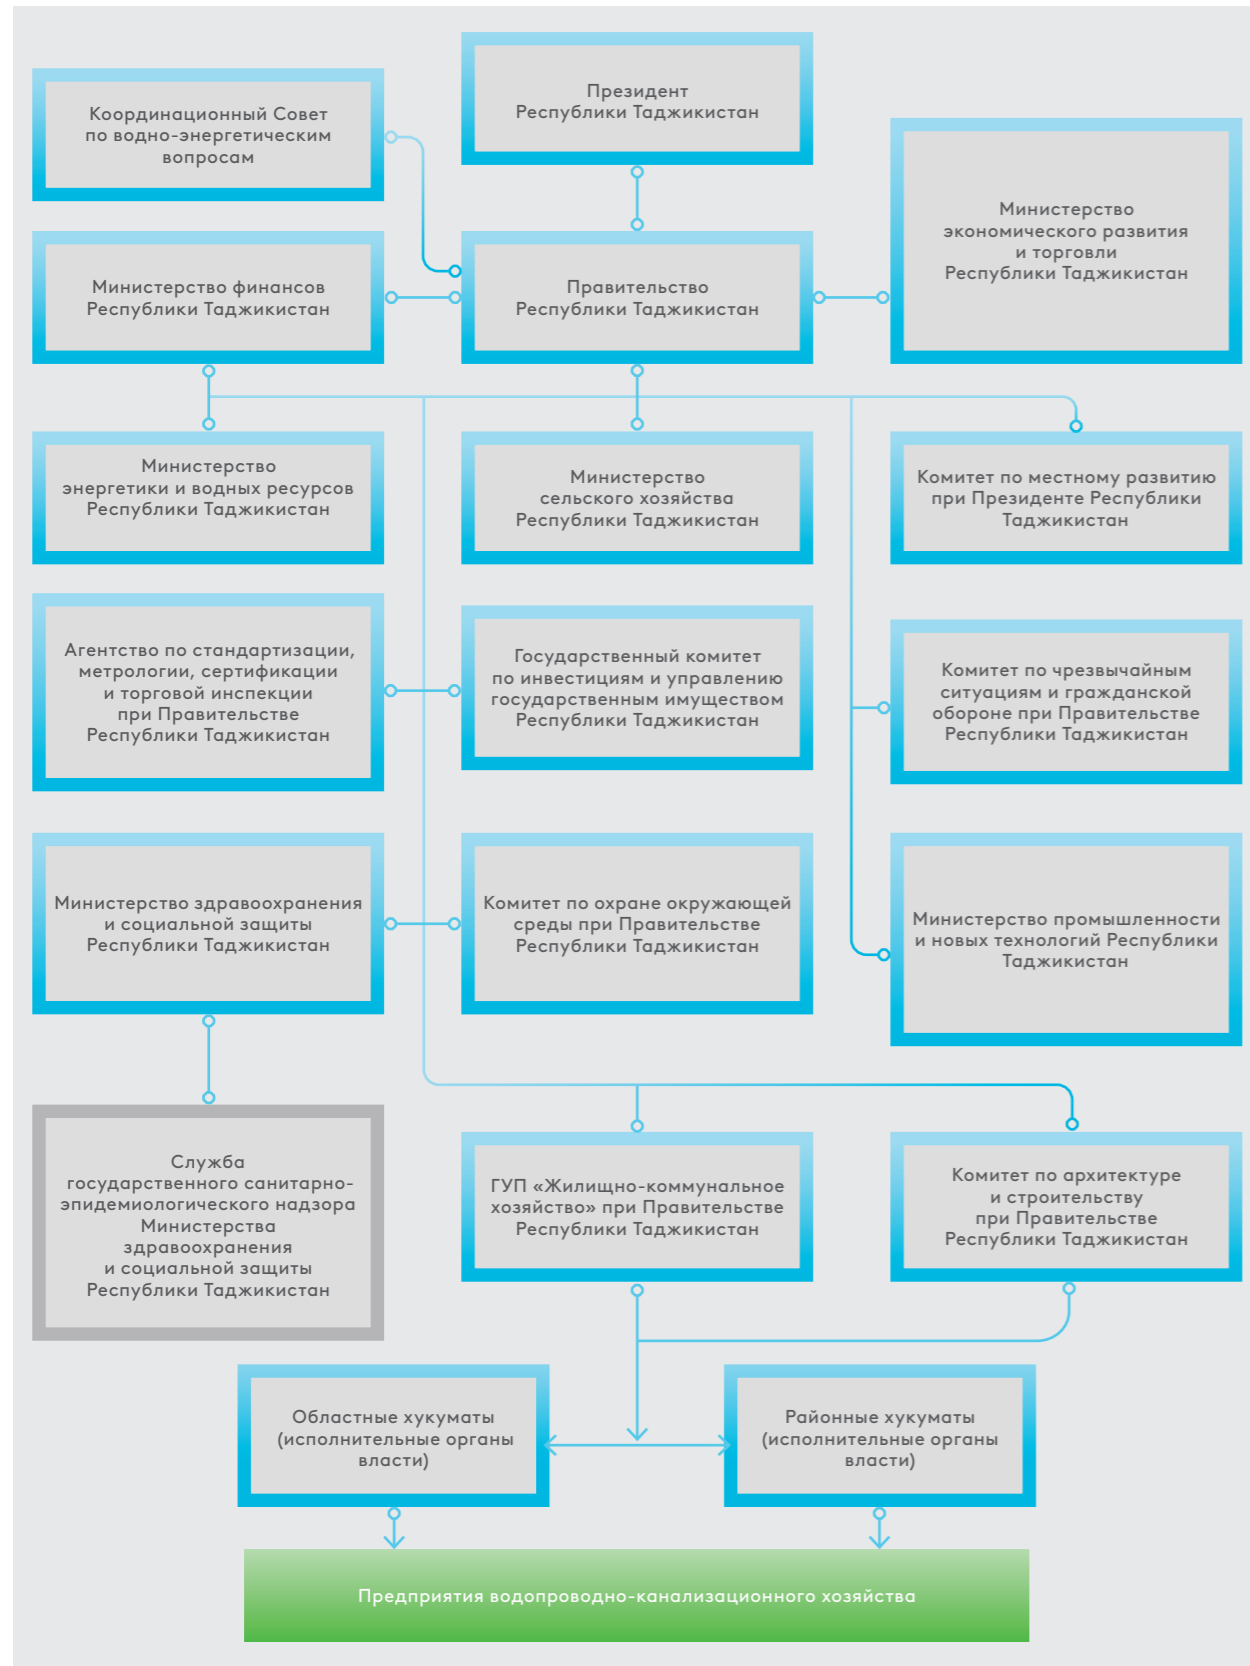 Координационный Совет
по водно-энергетическим
вопросам
Президент
Республики Таджикистан
Министерство
экономического развития
и торговли
Республики Таджикистан
Министерство финансов
Республики Таджикистан
Правительство
Республики Таджикистан
Министерство
энергетики и водных ресурсов
Республики Таджикистан
Министерство
сельского хозяйства
Республики Таджикистан
Комитет по местному развитию
при Президенте Республики
Таджикистан
Агентство по стандартизации,
метрологии, сертификации
и торговой инспекции
при Правительстве
Республики Таджикистан
Государственный комитет
по инвестициям и управлению
государственным имуществом
Республики Таджикистан
Комитет по чрезвычайным
ситуациям и гражданской
обороне при Правительстве
Республики Таджикистан
Министерство здравоохранения
и социальной защиты
Республики Таджикистан
Комитет по охране окружающей
среды при Правительстве
Республики Таджикистан
Министерство промышленности
и новых технологий Республики
Таджикистан
Служба
государственного санитарно-
эпидемиологического надзора
Министерства
здравоохранения
и социальной защиты
Республики Таджикистан
ГУП «Жилищно-коммунальное
хозяйство» при Правительстве
Республики Таджикистан
Комитет по архитектуре
и строительству
при Правительстве
Республики Таджикистан
Областные хукуматы
(исполнительные органы
власти)
Районные хукуматы
(исполнительные органы
власти)
Предприятия водопроводно-канализационного хозяйства